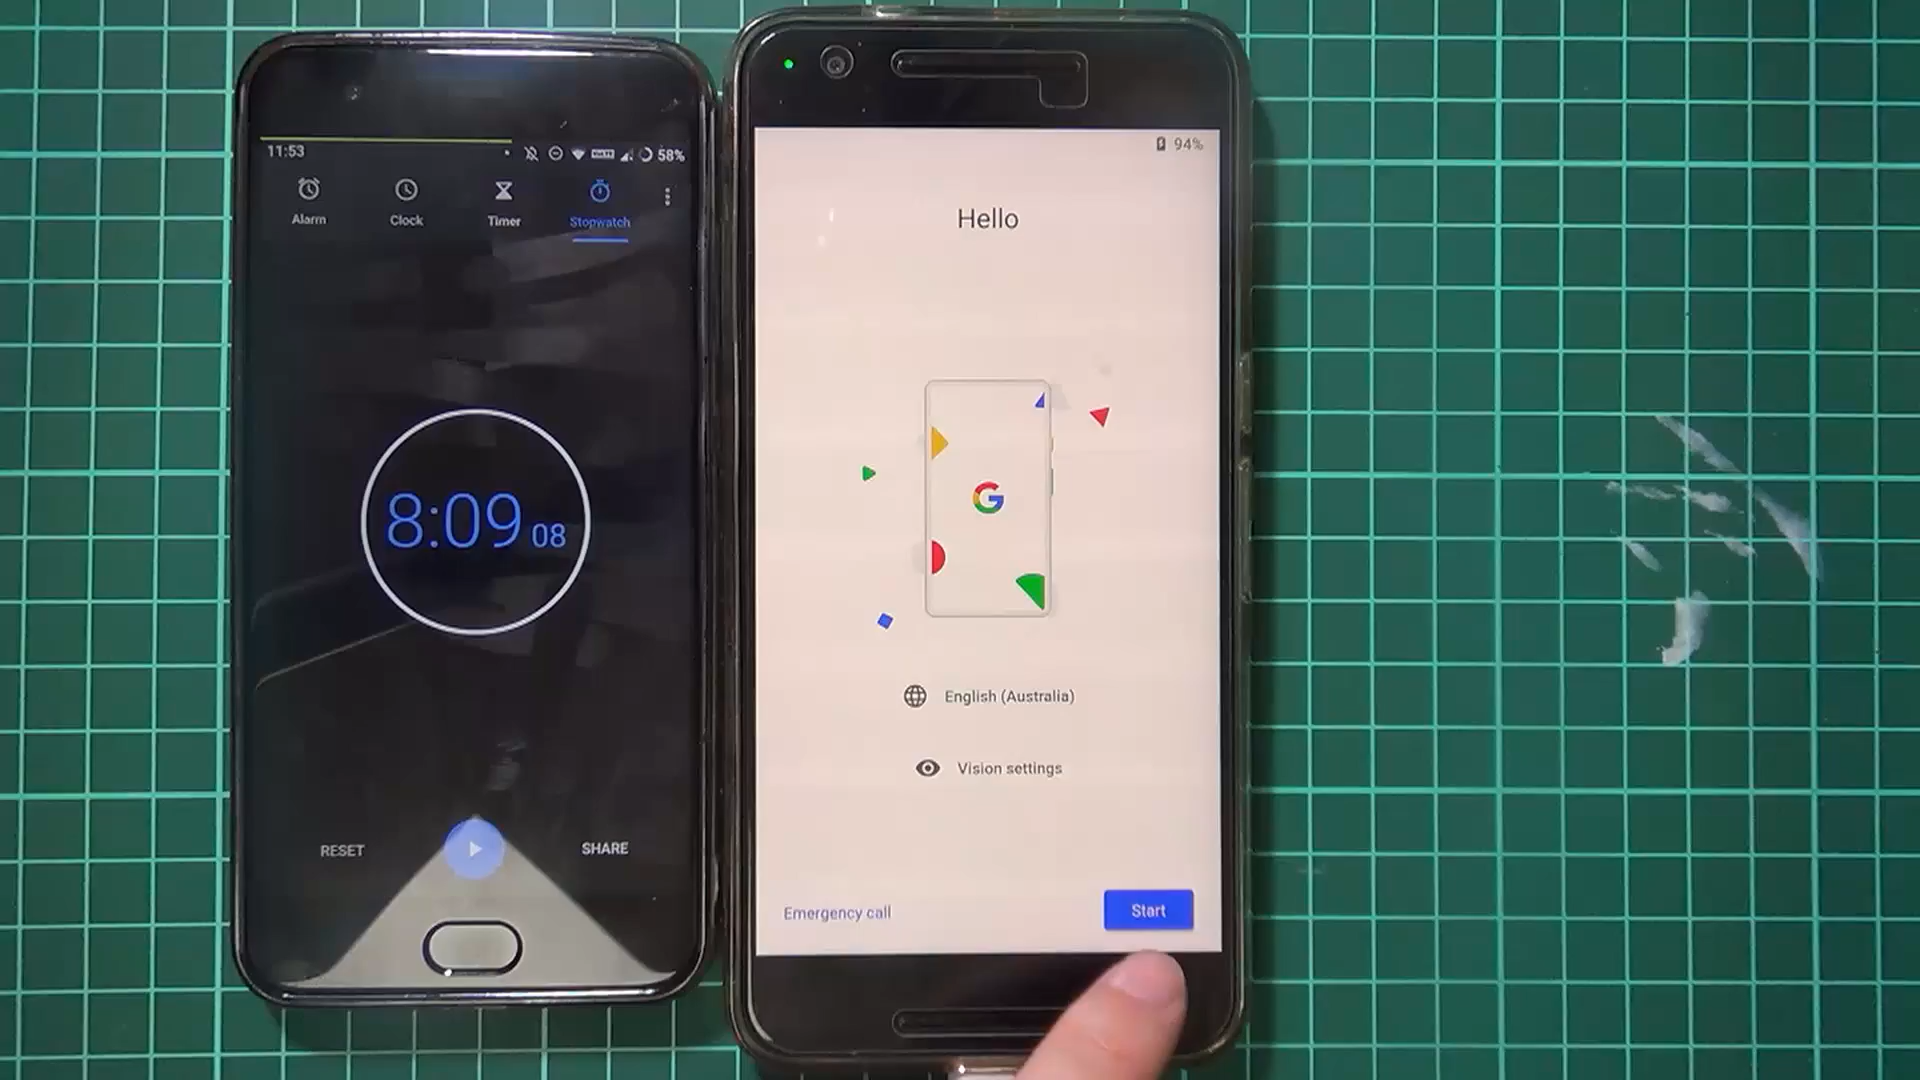 11:53
58%
Alarm
Clock
Timer
Stopwatch
8:09 08
RESET
SHARE
94%
Hello
G
English (Australia)
Vision settings
Emergency call
Start